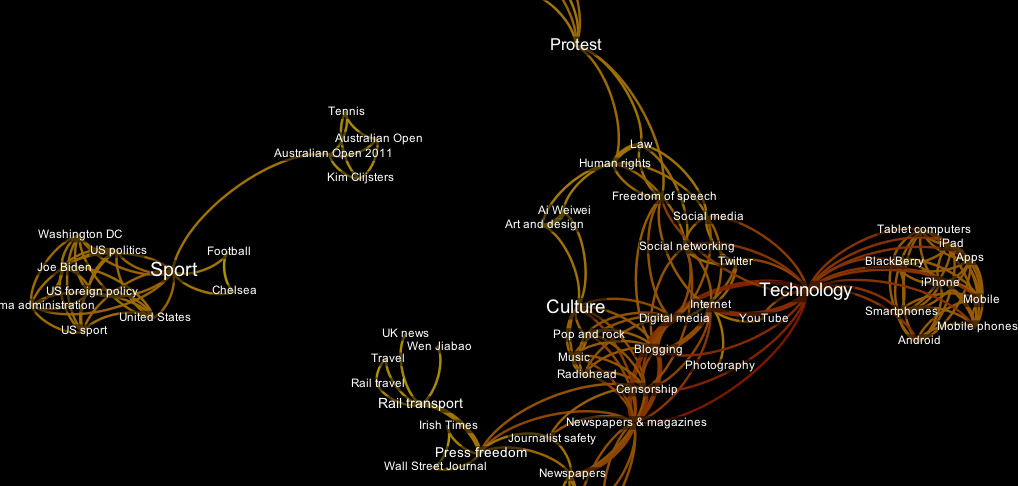 Protest
Tennis
Australian Open
Australian Open 2011
Kim Clijsters
Law
Human rights
Freedom of speech
Ai Weiwei
Art and design
Social media
Washington DC
US politics
Football
Joe Biden
Sport
US foreign policy
Chelsea
ma administration
United States
US sport
Social networking
Twitter
Tablet computers
iPad
Apps
BlackBerry
iPhone
Technology
Mobile
Smartphones
Mobile phones
Android
Culture
Internet
Digital media
YouTube
Pop and rock
UK news
Wen Jiabao
Blogging
Travel
Music
Photography
Radiohead
Rail travel
Censorship
Rail transport
Irish Times
Newspapers & magazines
Journalist safety
Press freedom
Wall Street Journal
Newspapers